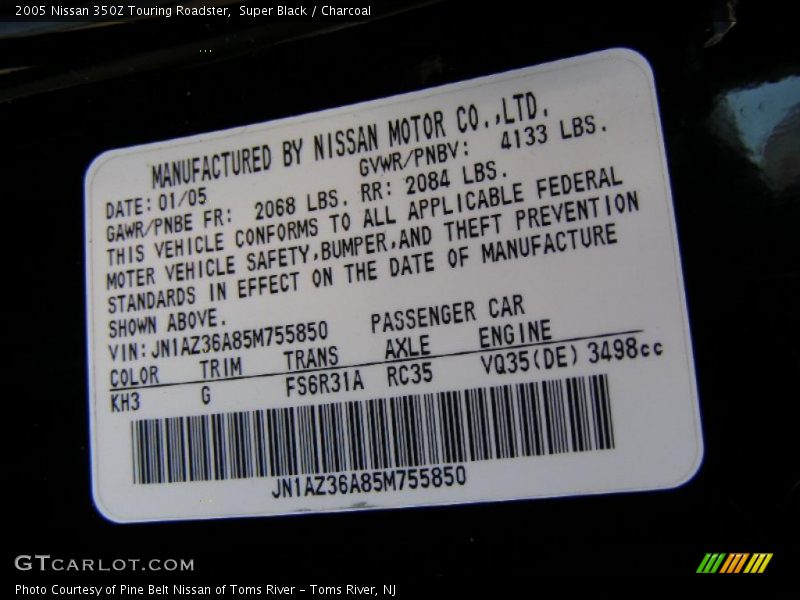 2005 Nissan 350Z Touring Roadster,  Super Black / Charcoal
MANUFACTURED BY NISSAN MOTOR CO.,LTD.
DATE: 01/05 GVWR/PNBV: 4133 LBS.
GAWR/PNBE FR: 2068 LBS. RR: 2084 LBS.
THIS VEHICLE CONFORMS TO ALL APPLICABLE FEDERAL
MOTER VEHICLE SAFETY,BUMPER,AND THEFT PREVENTION
STANDARDS IN EFFECT ON THE DATE OF MANUFACTURE
SHOWN ABOVE.
VIN:JN1AZ36A85M755850 PASSENGER CAR
COLOR TRIM TRANS AXLE ENGINE
KH3 G FS6R31A RC35 VQ35(DE) 3498cc
JN1AZ36A85M755850
GTCARLOT.COM
Photo Courtesy of Pine Belt Nissan of Toms River - Toms River, NJ